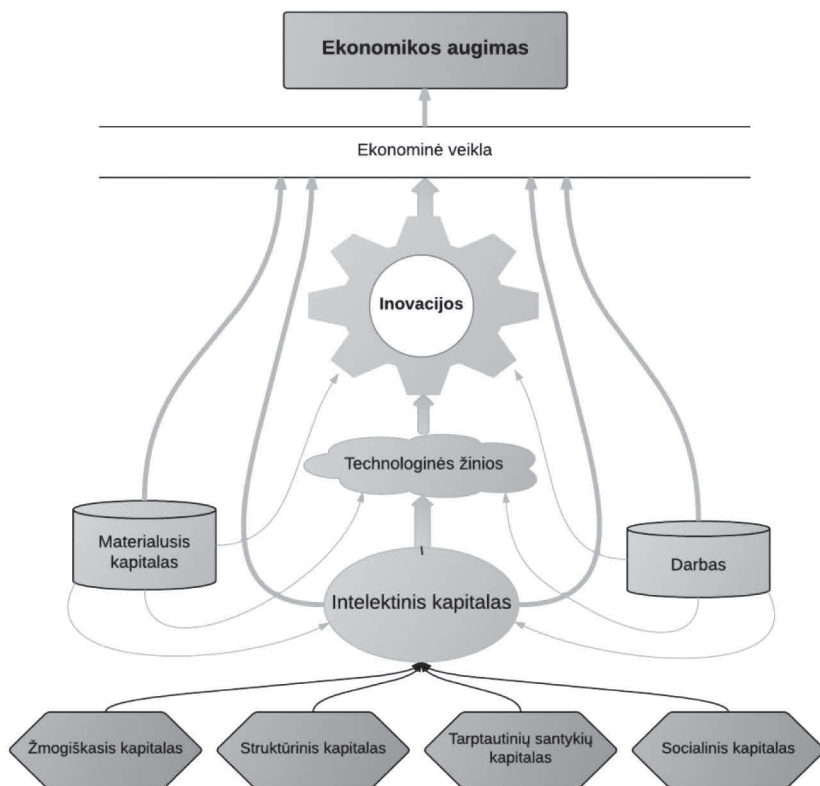 Ekonomikos augimas
Ekonominė veikla
Inovacijos
Technologinės žinios
Materialusis
kapitalas
Darbas
Intelektinis kapitalas
Žmogiškasis kapitalas
Struktūrinis kapitalas
Tarptautinių santykių
kapitalas
Socialinis kapitalas